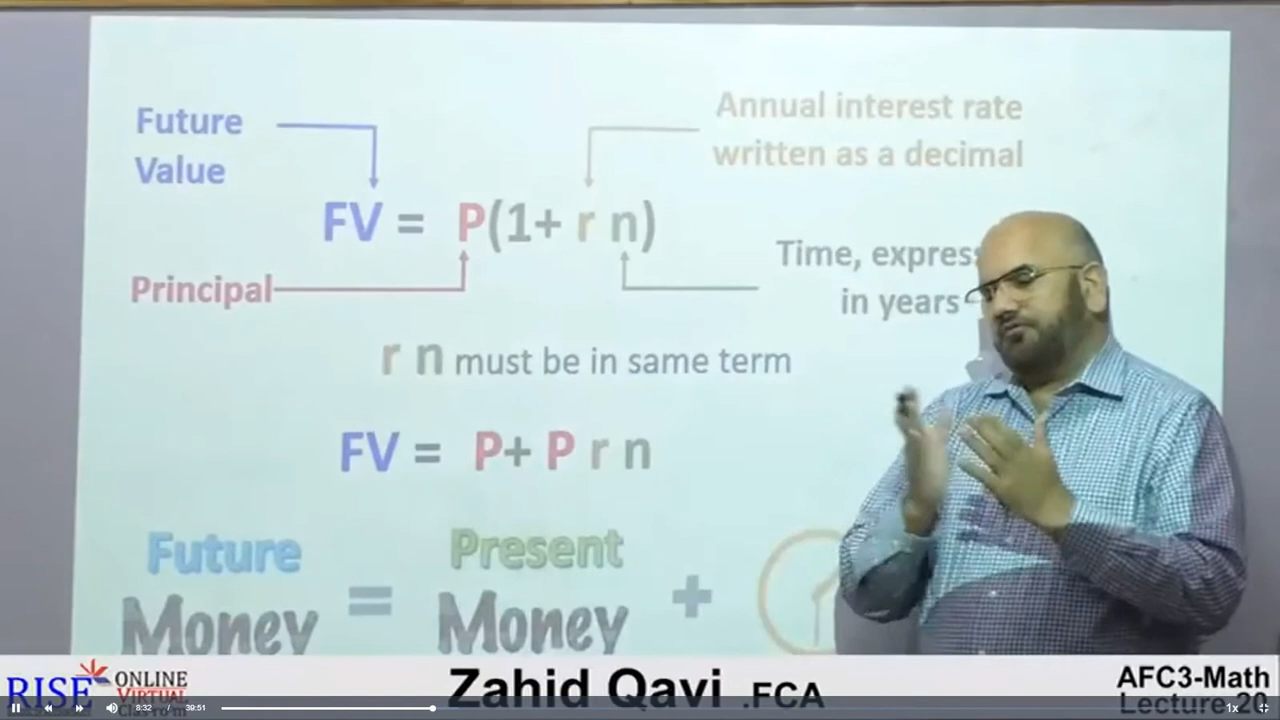 Future
Value
Annual interest rate
written as a decimal
FV = P(1+ r n)
Principal
Time, express
in years
r n must be in same term
FV = P+ P r n
Future
Money
=
Present
Money
+
RISE
ONLINE
VIRTUAL
Zahid Qavi .FCA
AFC3-Math
Lecture-20
8:32 / 39:51
1x